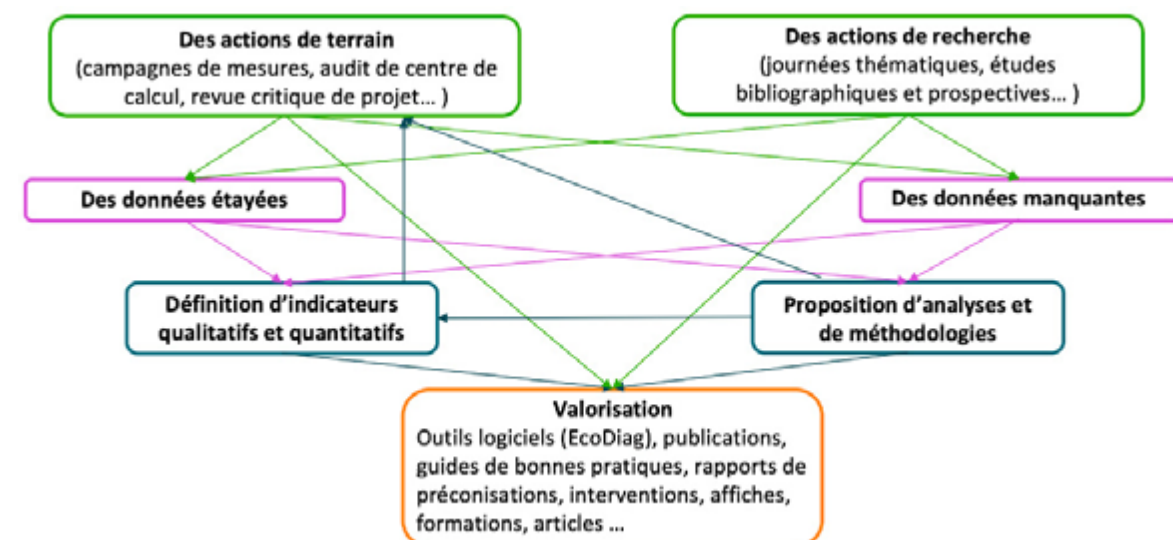 Des actions de terrain
(campagnes de mesures, audit de centre de
calcul, revue critique de projet... )
Des actions de recherche
(journées thématiques, études
bibliographiques et prospectives... )
Des données étayées
Des données manquantes
Définition d'indicateurs
qualitatifs et quantitatifs
Proposition d'analyses et
de méthodologies
Valorisation
Outils logiciels (EcoDiag), publications,
guides de bonnes pratiques, rapports de
préconisations, interventions, affiches,
formations, articles ...